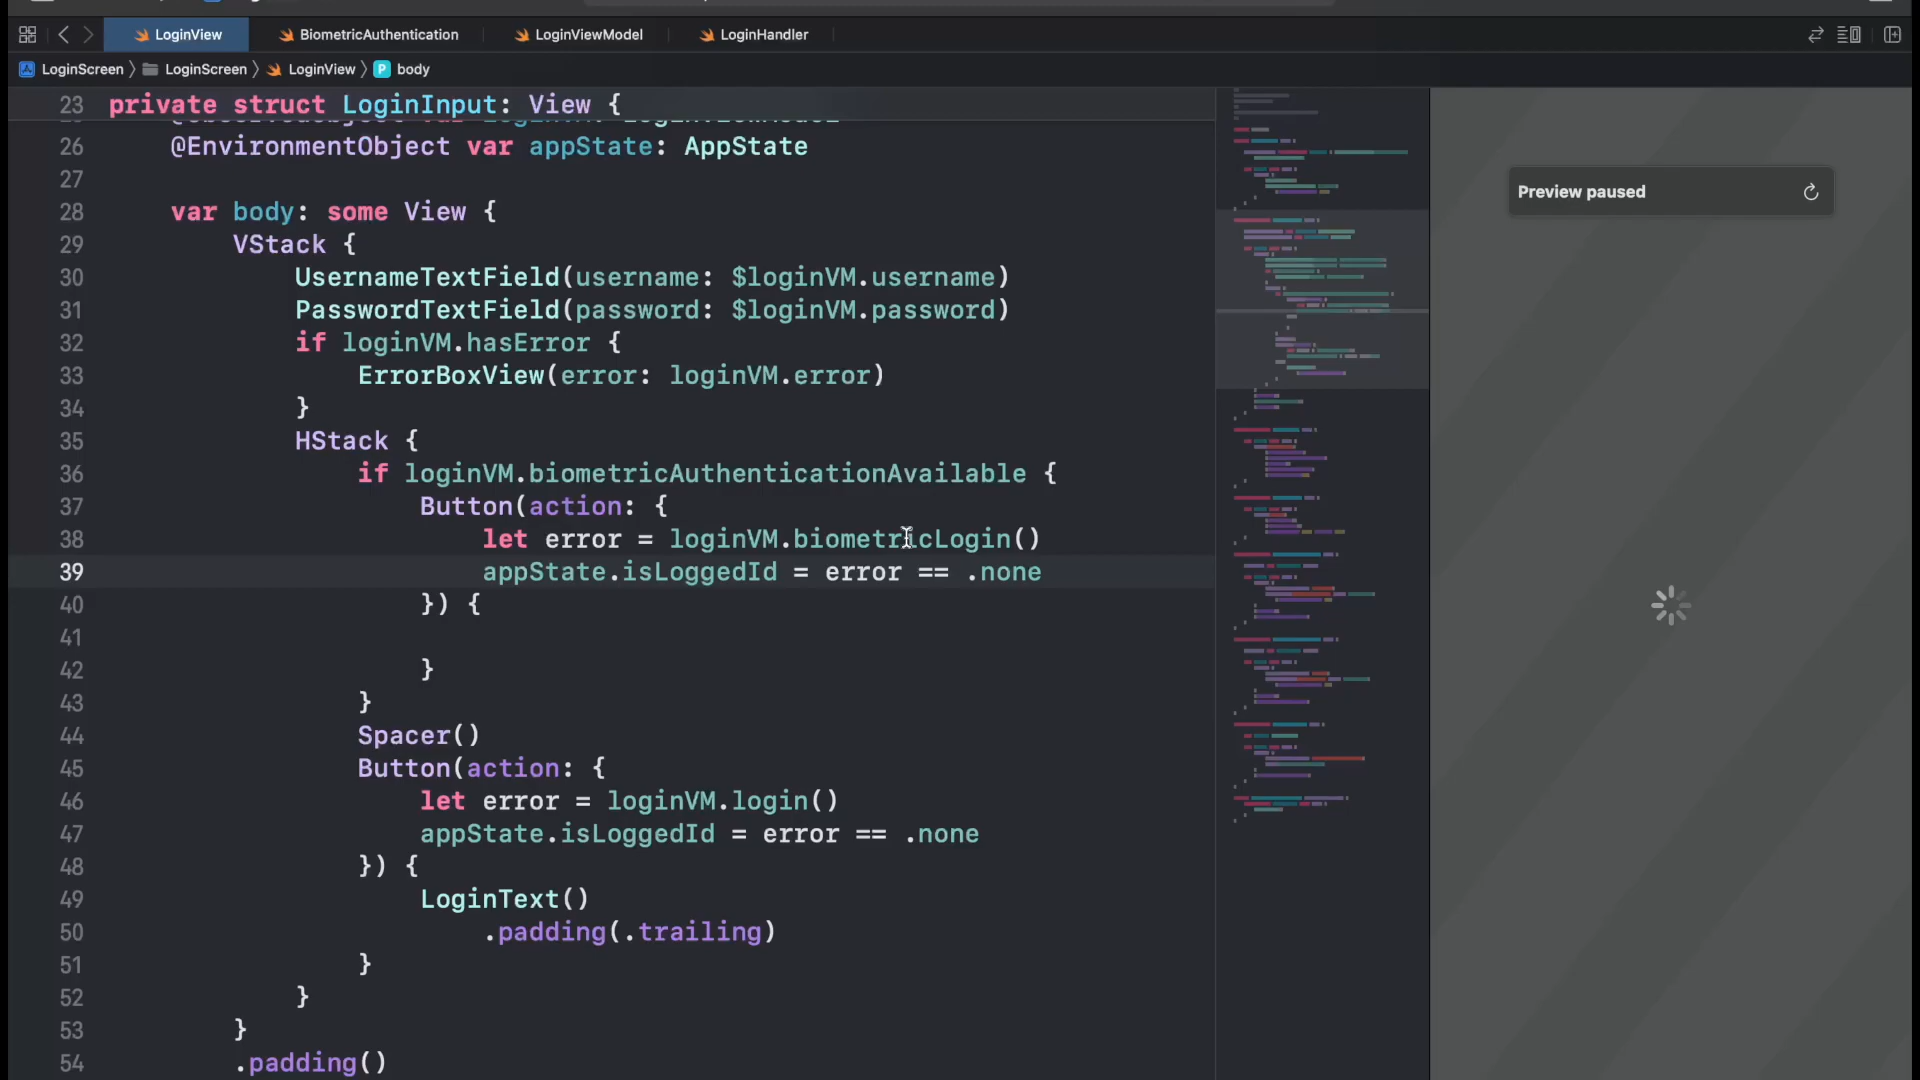 LoginView BiometricAuthentication LoginViewModel LoginHandler
LoginScreen LoginScreen LoginView P body
23 private struct LoginInput: View {
26 @EnvironmentObject var appState: AppState
27
28 var body: some View {
29 VStack {
30 UsernameTextField(username: $loginVM.username)
31 PasswordTextField(password: $loginVM.password)
32 if loginVM.hasError {
33 ErrorBoxView(error: loginVM.error)
34 }
35 HStack {
36 if loginVM.biometricAuthenticationAvailable {
37 Button(action: {
38 let error = loginVM.biometricLogin()
39 appState.isLoggedId = error == .none
40 }) {
41
42 }
43 }
44 Spacer()
45 Button(action: {
46 let error = loginVM.login()
47 appState.isLoggedId = error == .none
48 }) {
49 LoginText()
50 .padding(.trailing)
51 }
52 }
53 }
54 .padding()
Preview paused